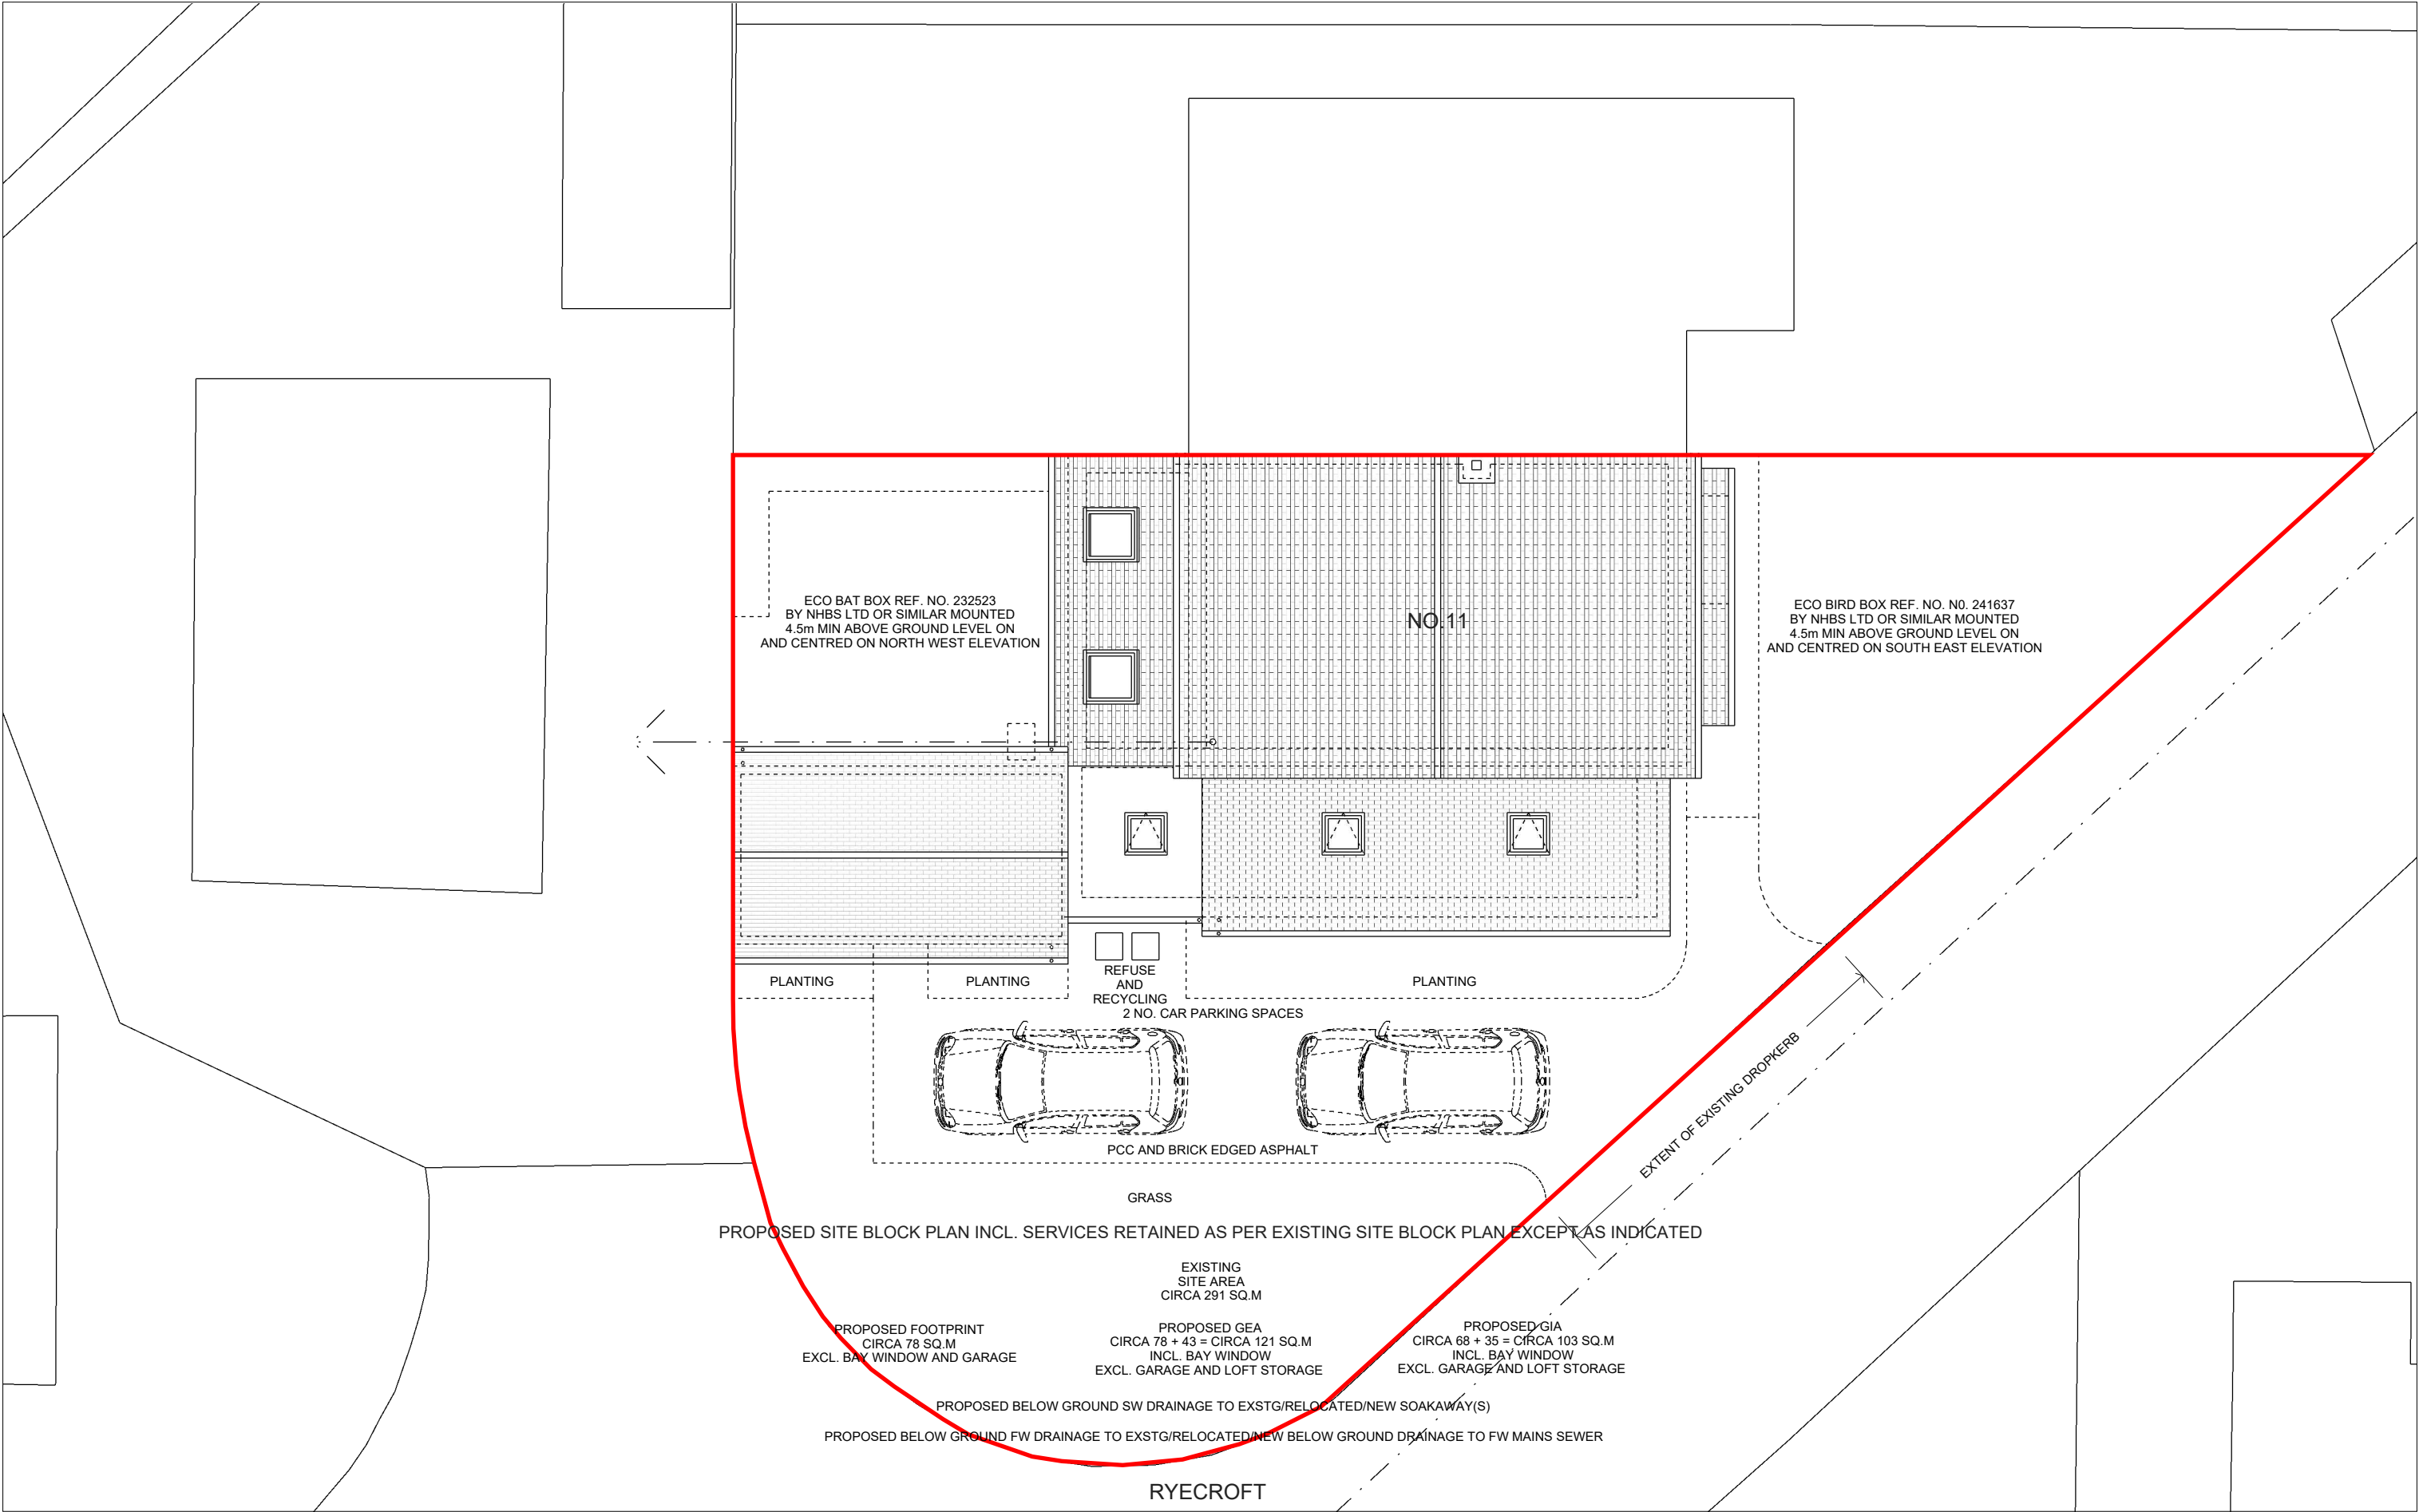 ECO BAT BOX REF. NO. 232523
BY NHBS LTD OR SIMILAR MOUNTED
4.5m MIN ABOVE GROUND LEVEL ON
AND CENTRED ON NORTH WEST ELEVATION
NO.11
ECO BIRD BOX REF. NO. N0. 241637
BY NHBS LTD OR SIMILAR MOUNTED
4.5m MIN ABOVE GROUND LEVEL ON
AND CENTRED ON SOUTH EAST ELEVATION
PLANTING
PLANTING
REFUSE
AND
RECYCLING
PLANTING
2 NO. CAR PARKING SPACES
EXTENT OF EXISTING DROPKERB
PCC AND BRICK EDGED ASPHALT
GRASS
PROPOSED SITE BLOCK PLAN INCL. SERVICES RETAINED AS PER EXISTING SITE BLOCK PLAN EXCEPT AS INDICATED
EXISTING
SITE AREA
CIRCA 291 SQ.M
PROPOSED FOOTPRINT
CIRCA 78 SQ.M
EXCL. BAY WINDOW AND GARAGE
PROPOSED GEA
CIRCA 78 + 43 = CIRCA 121 SQ.M
INCL. BAY WINDOW
EXCL. GARAGE AND LOFT STORAGE
PROPOSED GIA
CIRCA 68 + 35 = CIRCA 103 SQ.M
INCL. BAY WINDOW
EXCL. GARAGE AND LOFT STORAGE
PROPOSED BELOW GROUND SW DRAINAGE TO EXSTG/RELOCATED/NEW SOAKAWAY(S)
PROPOSED BELOW GROUND FW DRAINAGE TO EXSTG/RELOCATED/NEW BELOW GROUND DRAINAGE TO FW MAINS SEWER
RYECROFT